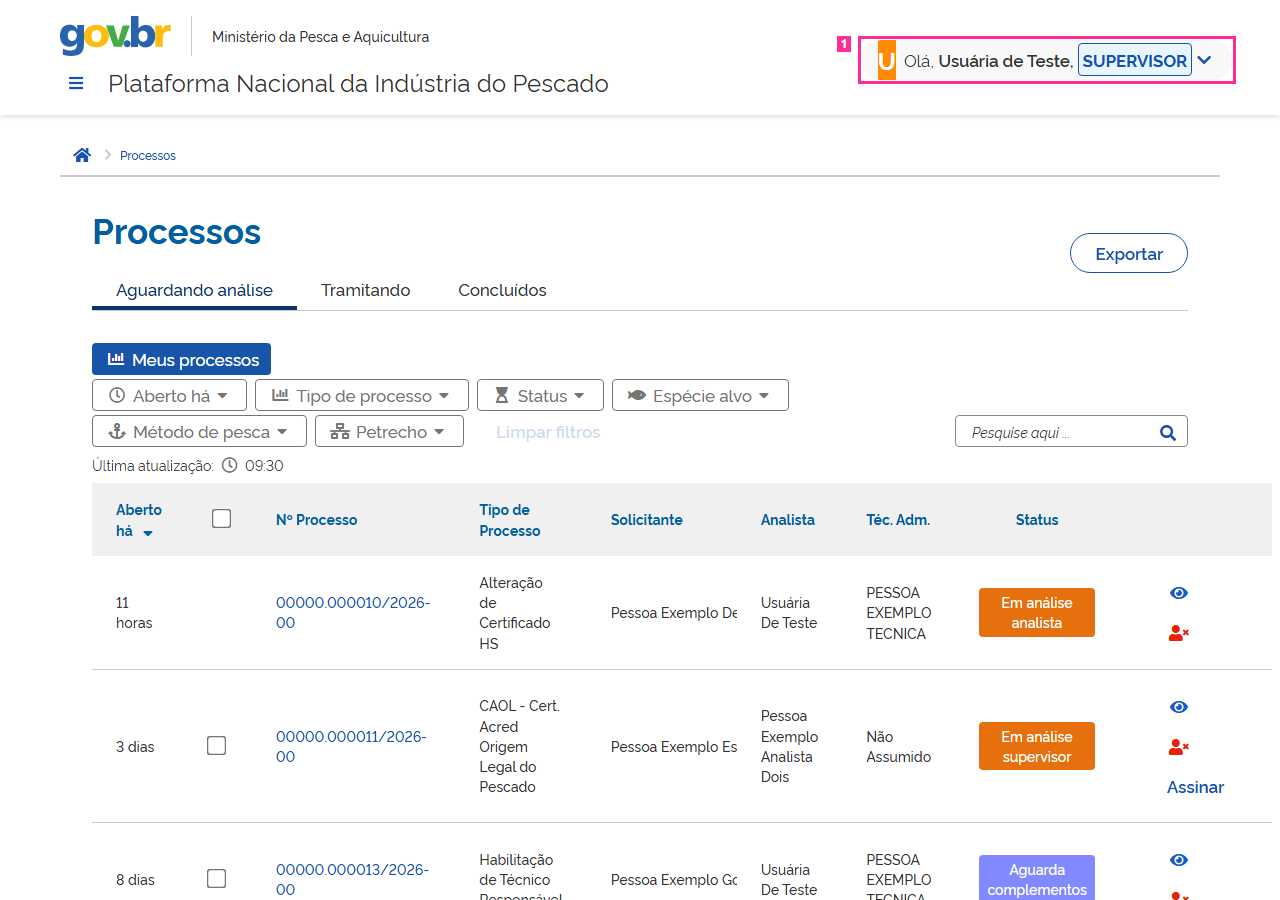 gov.br
Ministério da Pesca e Aquicultura
1
U Olá, Usuária de Teste, SUPERVISOR
Plataforma Nacional da Indústria do Pescado
Processos
Processos
Exportar
Aguardando análise Tramitando Concluídos
Meus processos
Aberto há Tipo de processo Status Espécie alvo
Método de pesca Petrecho Limpar filtros Pesquise aqui ...
Última atualização: 09:30
Aberto há Nº Processo Tipo de Processo Solicitante Analista Téc. Adm. Status
11 horas
00000.000010/2026-00
Alteração de Certificado HS
Pessoa Exemplo De
Usuária De Teste
PESSOA EXEMPLO TECNICA
Em análise analista
3 dias
00000.000011/2026-00
CAOL - Cert. Acred Origem Legal do Pescado
Pessoa Exemplo Es
Pessoa Exemplo Analista Dois
Não Assumido
Em análise supervisor
Assinar
8 dias
00000.000013/2026-00
Habilitação de Técnico Responsável
Pessoa Exemplo Go
Usuária De Teste
PESSOA EXEMPLO TECNICA
Aguarda complementos